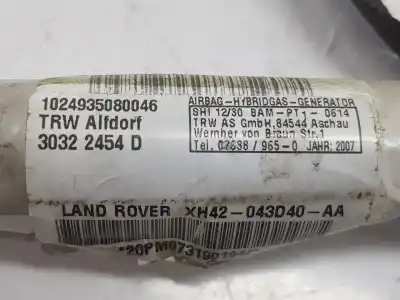 1024935080046
TRW Alfdorf
3032 2454 D
AIRBAG-HYBRIDGAS-GENERATOR
SHI 12/30 BAM-PT1- 0614
TRW AS GmbH,84544 Aschau
Wernher von Braun Str.1
Tel. 08638/965-0 JAHR:2007
LAND ROVER XH42-043D40-AA